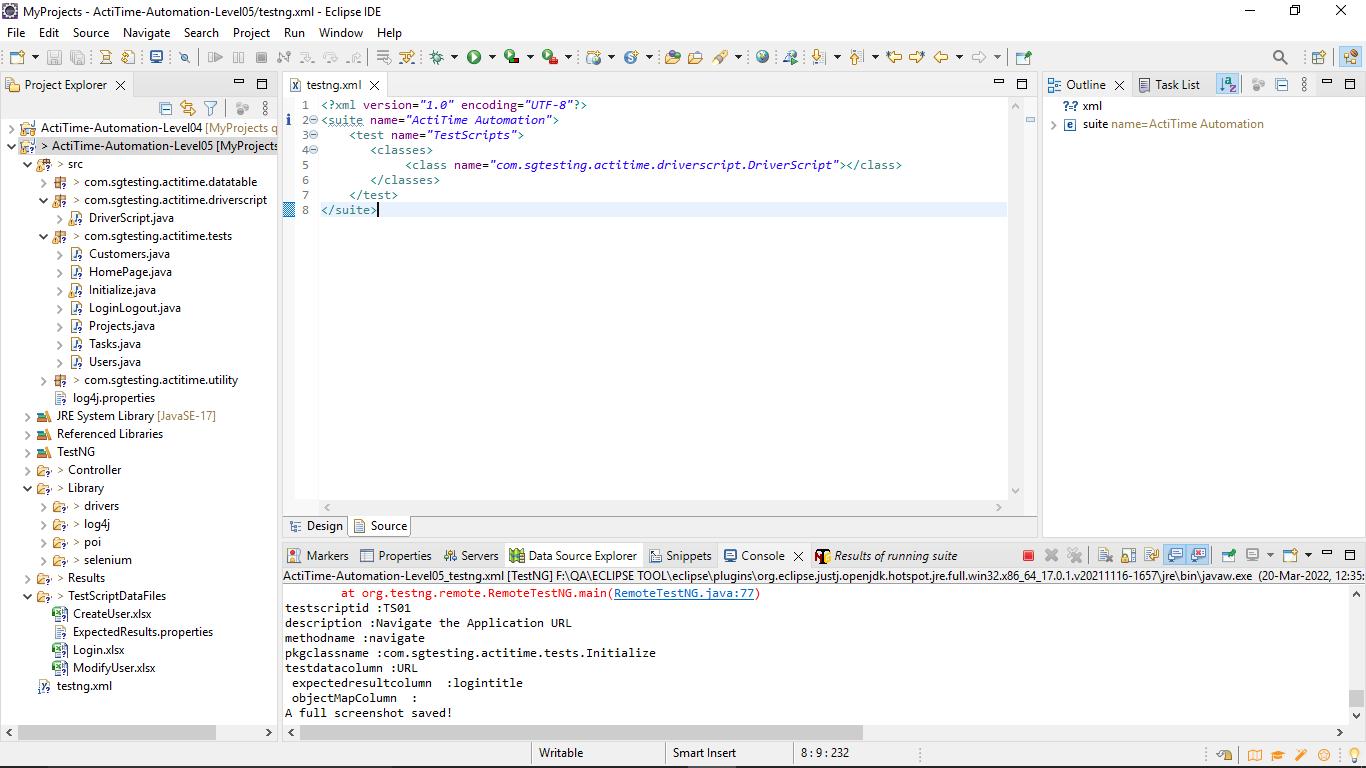 MyProjects - ActiTime-Automation-Level05/testng.xml - Eclipse IDE
File Edit Source Navigate Search Project Run Window Help
Project Explorer
ActiTime-Automation-Level04 [MyProjects q
> ActiTime-Automation-Level05 [MyProjects
> src
> com.sgtesting.actitime.datatable
> com.sgtesting.actitime.driverscript
DriverScript.java
> com.sgtesting.actitime.tests
Customers.java
HomePage.java
Initialize.java
LoginLogout.java
Projects.java
Tasks.java
Users.java
> com.sgtesting.actitime.utility
log4j.properties
JRE System Library [JavaSE-17]
Referenced Libraries
TestNG
> Controller
> Library
> drivers
> log4j
> poi
> selenium
> Results
> TestScriptDataFiles
CreateUser.xlsx
ExpectedResults.properties
Login.xlsx
ModifyUser.xlsx
testng.xml
testng.xml
1 <?xml version="1.0" encoding="UTF-8"?>
2 <suite name="ActiTime Automation">
3 <test name="TestScripts">
4 <classes>
5 <class name="com.sgtesting.actitime.driverscript.DriverScript"></class>
6 </classes>
7 </test>
8 </suite>
Design Source
Outline Task List
?-? xml
e suite name=ActiTime Automation
Markers Properties Servers Data Source Explorer Snippets Console Results of running suite
ActiTime-Automation-Level05_testng.xml [TestNG] F:\QA\ECLIPSE TOOL\eclipse\plugins\org.eclipse.justj.openjdk.hotspot.jre.full.win32.x86_64_17.0.1.v20211116-1657\jre\bin\javaw.exe (20-Mar-2022, 12:35:
at org.testng.remote.RemoteTestNG.main(RemoteTestNG.java:77)
testscriptid :TS01
description :Navigate the Application URL
methodname :navigate
pkgclassname :com.sgtesting.actitime.tests.Initialize
testdatacolumn :URL
expectedresultcolumn :logintitle
objectMapColumn :
A full screenshot saved!
Writable Smart Insert 8 : 9 : 232